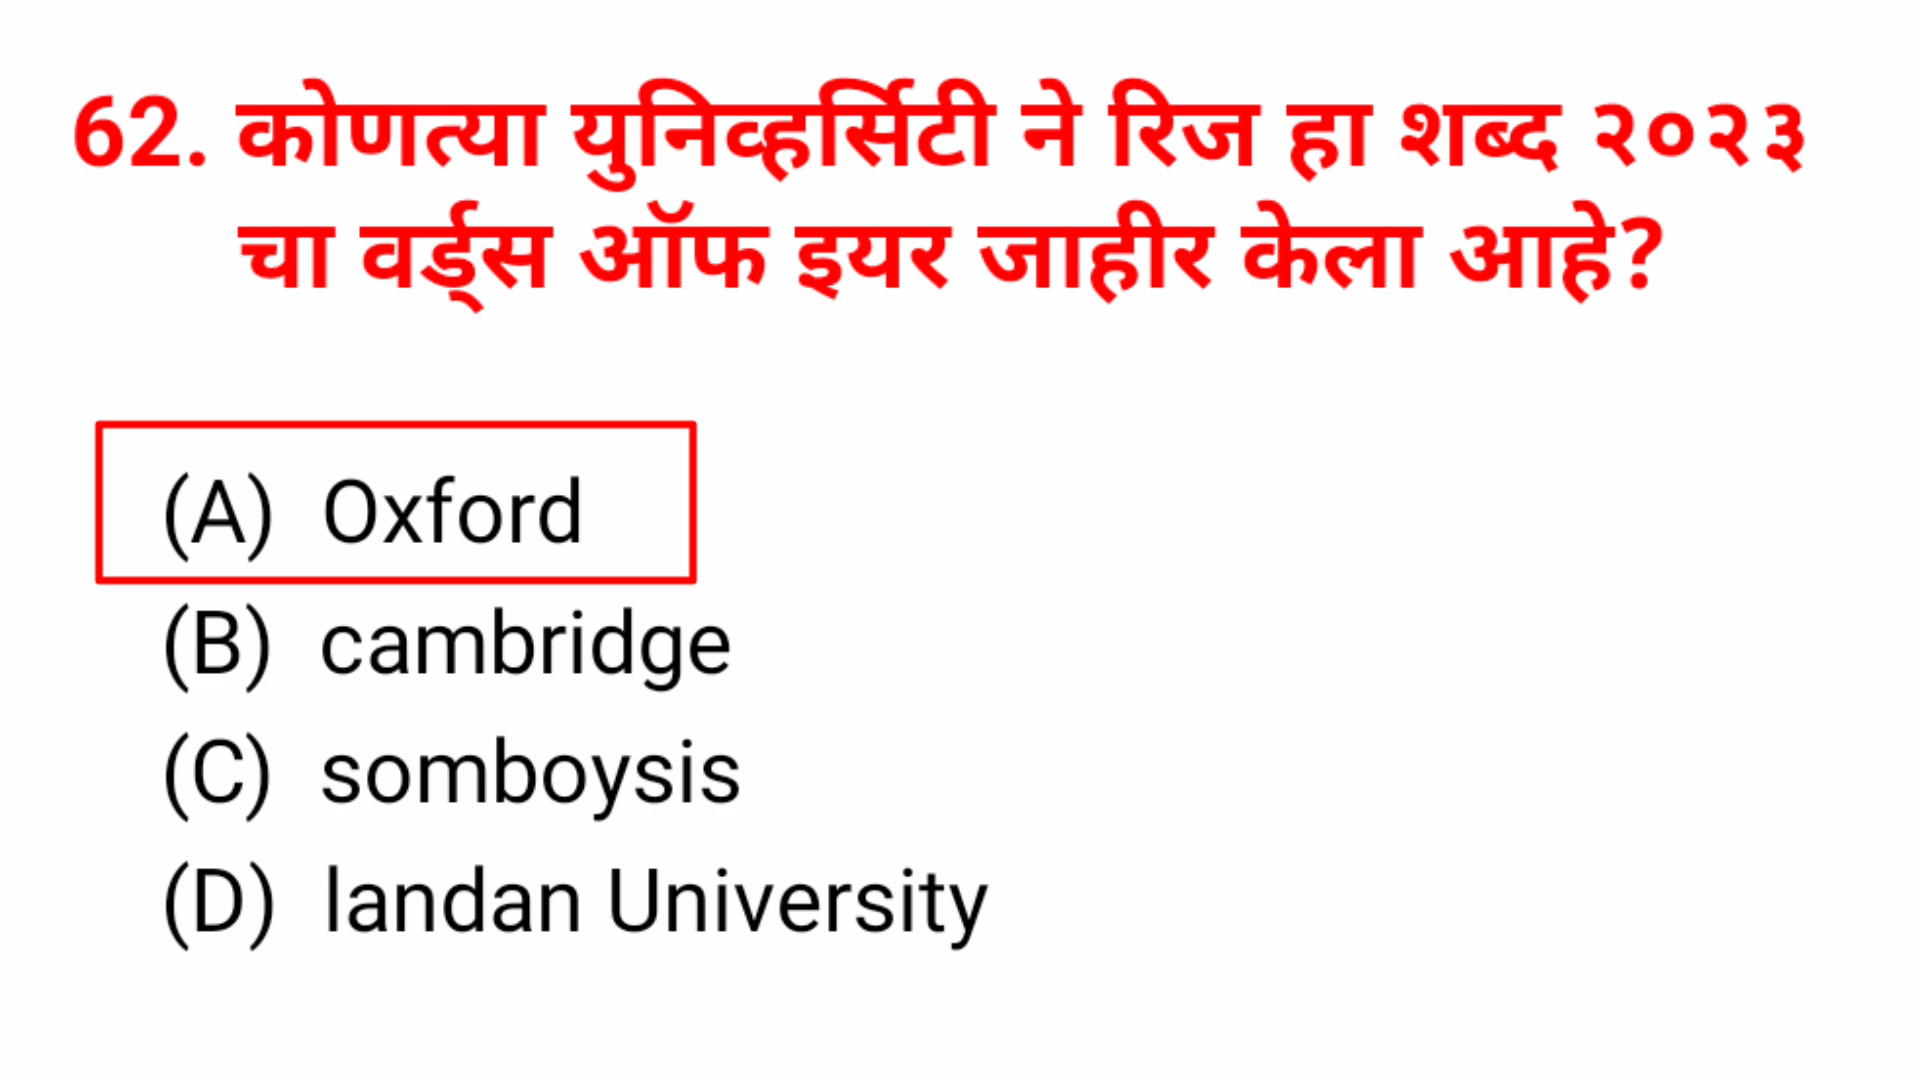 62. कोणत्या युनिव्हर्सिटी ने रिज हा शब्द २०२३
चा वर्ड्स ऑफ इयर जाहीर केला आहे?
(A) Oxford
(B) cambridge
(C) somboysis
(D) landan University